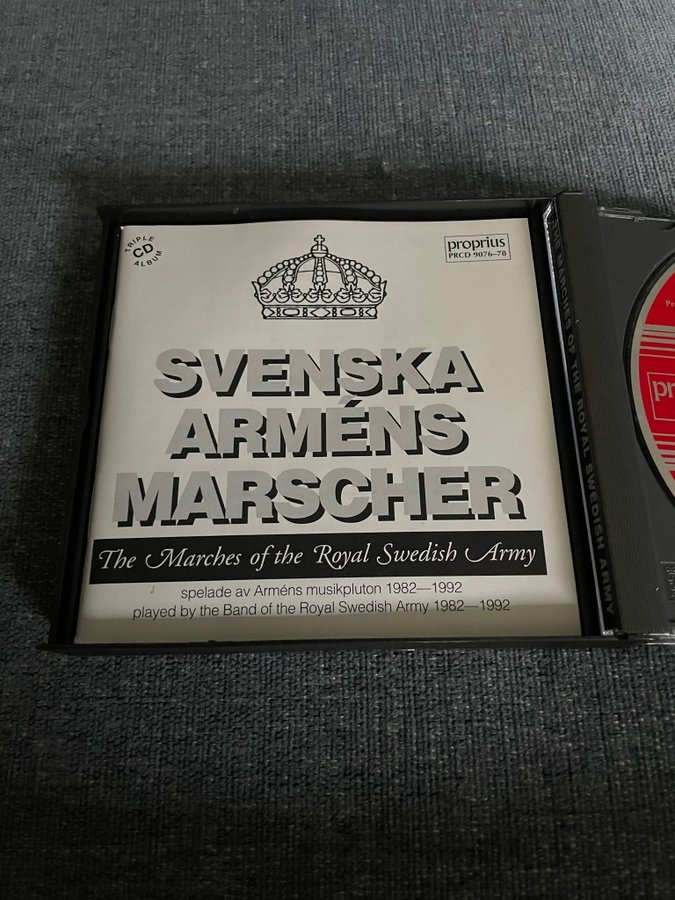 TRIPLE
CD
ALBUM
proprius
PRCD 9076–78
SVENSKA
ARMÉNS
MARSCHER
The Marches of the Royal Swedish Army
spelade av Arméns musikpluton 1982—1992
played by the Band of the Royal Swedish Army 1982—1992
MARCHES OF THE ROYAL SWEDISH ARMY